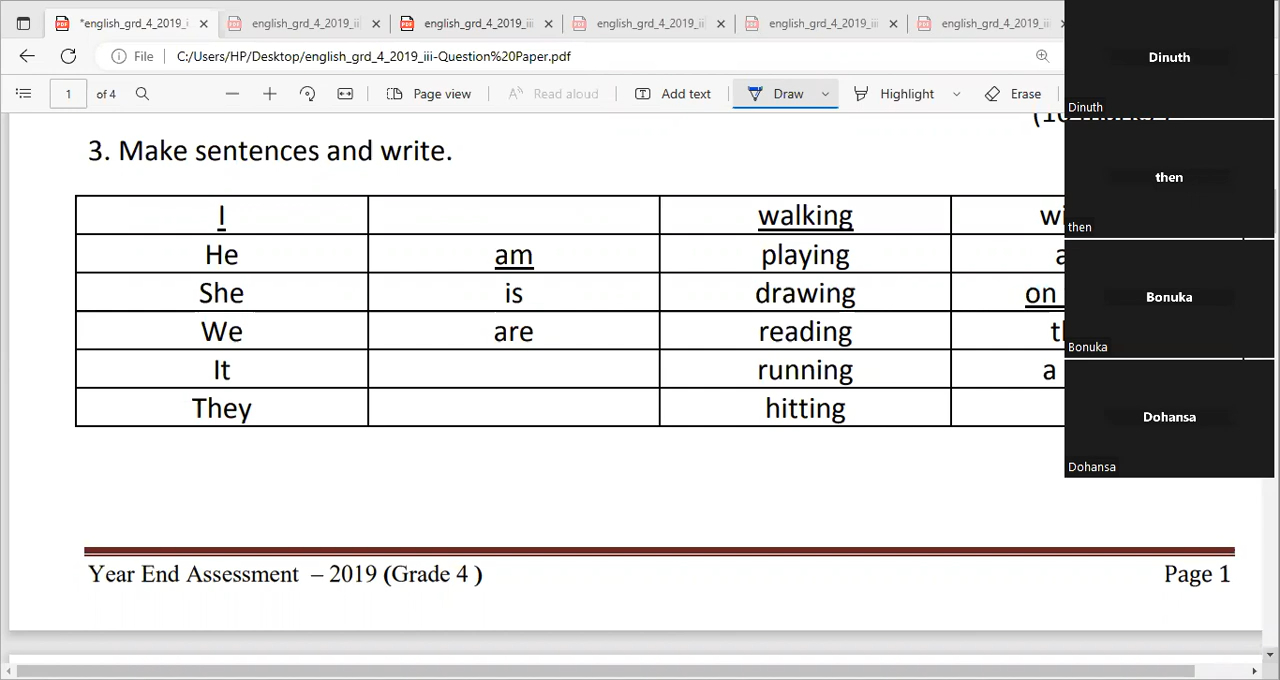 *english_grd_4_2019_i
english_grd_4_2019_ii
english_grd_4_2019_iii
english_grd_4_2019_ii
english_grd_4_2019_iii
english_grd_4_2019_iii
File C:/Users/HP/Desktop/english_grd_4_2019_iii-Question%20Paper.pdf
1 of 4 Page view Read aloud Add text Draw Highlight Erase
3. Make sentences and write.
I walking
He am playing
She is drawing on
We are reading
It running a
They hitting
Year End Assessment – 2019 (Grade 4 )
Page 1
Dinuth
Dinuth
then
then
Bonuka
Bonuka
Dohansa
Dohansa